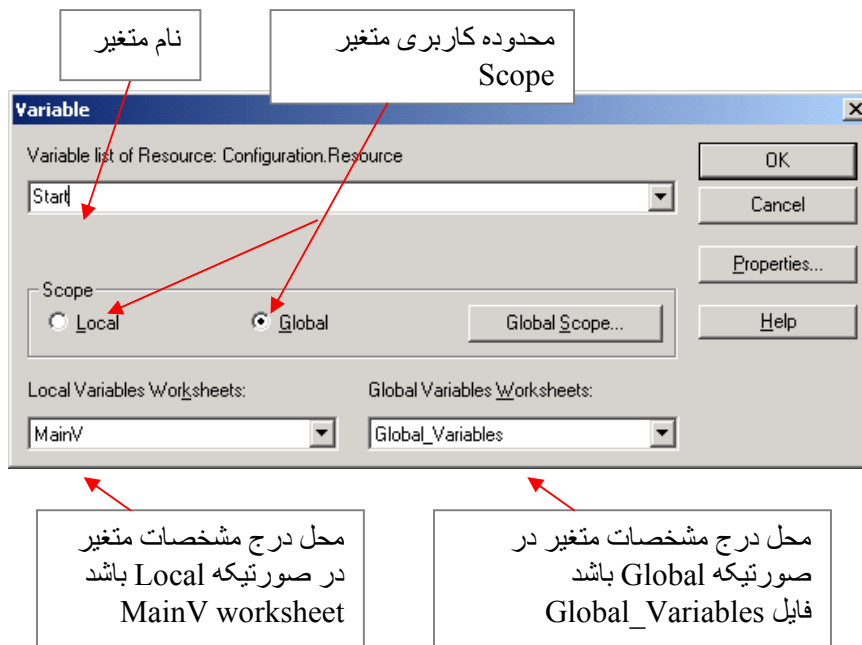 نام متغیر
محدوده کاربری متغیر
Scope
Variable
Variable list of Resource: Configuration.Resource
Start
OK
Cancel
Properties...
Help
Scope
Local
Global
Global Scope...
Local Variables Worksheets:
Global Variables Worksheets:
MainV
Global_Variables
محل درج مشخصات متغیر
در صورتیکه Local باشد
MainV worksheet
محل درج مشخصات متغیر در
صورتیکه Global باشد
فایل Global_Variables